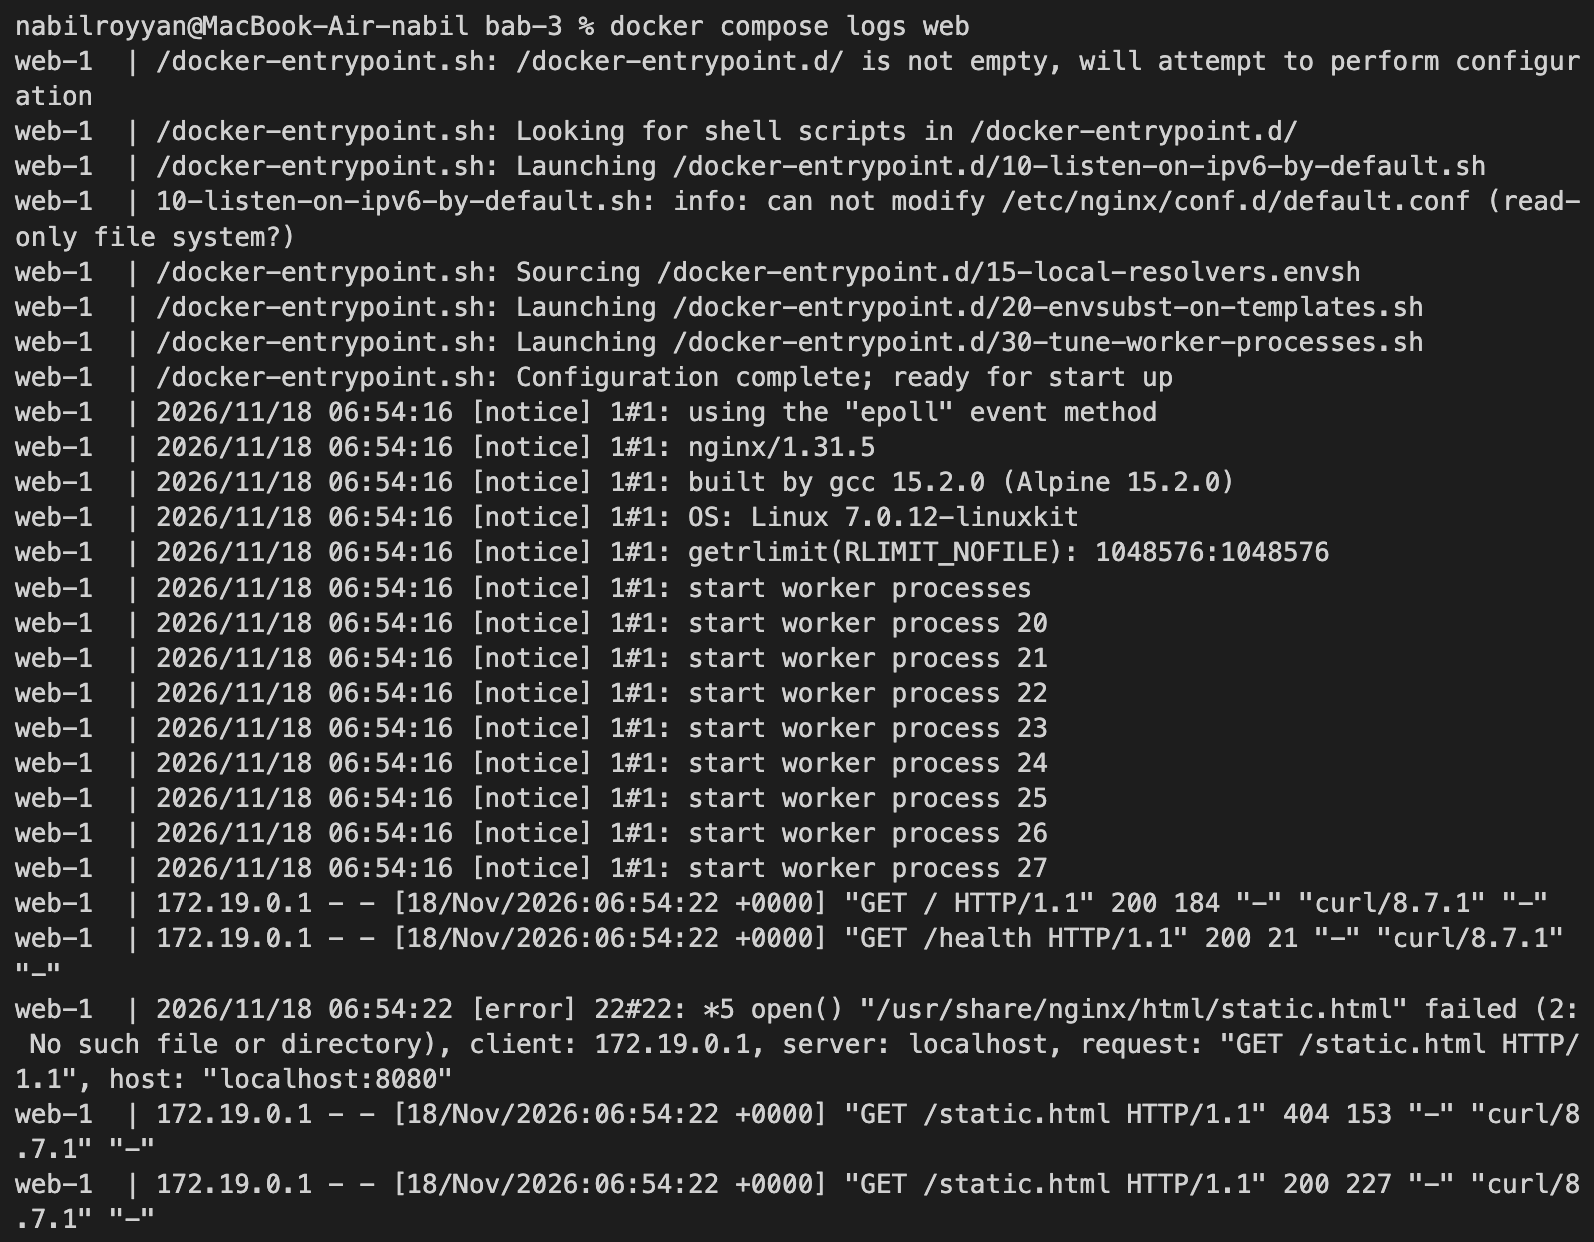 nabilroyyan@MacBook-Air-nabil bab-3 % docker compose logs web
web-1  | /docker-entrypoint.sh: /docker-entrypoint.d/ is not empty, will attempt to perform configur
ation
web-1  | /docker-entrypoint.sh: Looking for shell scripts in /docker-entrypoint.d/
web-1  | /docker-entrypoint.sh: Launching /docker-entrypoint.d/10-listen-on-ipv6-by-default.sh
web-1  | 10-listen-on-ipv6-by-default.sh: info: can not modify /etc/nginx/conf.d/default.conf (read-
only file system?)
web-1  | /docker-entrypoint.sh: Sourcing /docker-entrypoint.d/15-local-resolvers.envsh
web-1  | /docker-entrypoint.sh: Launching /docker-entrypoint.d/20-envsubst-on-templates.sh
web-1  | /docker-entrypoint.sh: Launching /docker-entrypoint.d/30-tune-worker-processes.sh
web-1  | /docker-entrypoint.sh: Configuration complete; ready for start up
web-1  | 2026/11/18 06:54:16 [notice] 1#1: using the "epoll" event method
web-1  | 2026/11/18 06:54:16 [notice] 1#1: nginx/1.31.5
web-1  | 2026/11/18 06:54:16 [notice] 1#1: built by gcc 15.2.0 (Alpine 15.2.0)
web-1  | 2026/11/18 06:54:16 [notice] 1#1: OS: Linux 7.0.12-linuxkit
web-1  | 2026/11/18 06:54:16 [notice] 1#1: getrlimit(RLIMIT_NOFILE): 1048576:1048576
web-1  | 2026/11/18 06:54:16 [notice] 1#1: start worker processes
web-1  | 2026/11/18 06:54:16 [notice] 1#1: start worker process 20
web-1  | 2026/11/18 06:54:16 [notice] 1#1: start worker process 21
web-1  | 2026/11/18 06:54:16 [notice] 1#1: start worker process 22
web-1  | 2026/11/18 06:54:16 [notice] 1#1: start worker process 23
web-1  | 2026/11/18 06:54:16 [notice] 1#1: start worker process 24
web-1  | 2026/11/18 06:54:16 [notice] 1#1: start worker process 25
web-1  | 2026/11/18 06:54:16 [notice] 1#1: start worker process 26
web-1  | 2026/11/18 06:54:16 [notice] 1#1: start worker process 27
web-1  | 172.19.0.1 - - [18/Nov/2026:06:54:22 +0000] "GET / HTTP/1.1" 200 184 "-" "curl/8.7.1" "-"
web-1  | 172.19.0.1 - - [18/Nov/2026:06:54:22 +0000] "GET /health HTTP/1.1" 200 21 "-" "curl/8.7.1"
"-"
web-1  | 2026/11/18 06:54:22 [error] 22#22: *5 open() "/usr/share/nginx/html/static.html" failed (2:
 No such file or directory), client: 172.19.0.1, server: localhost, request: "GET /static.html HTTP/
1.1", host: "localhost:8080"
web-1  | 172.19.0.1 - - [18/Nov/2026:06:54:22 +0000] "GET /static.html HTTP/1.1" 404 153 "-" "curl/8
.7.1" "-"
web-1  | 172.19.0.1 - - [18/Nov/2026:06:54:22 +0000] "GET /static.html HTTP/1.1" 200 227 "-" "curl/8
.7.1" "-"